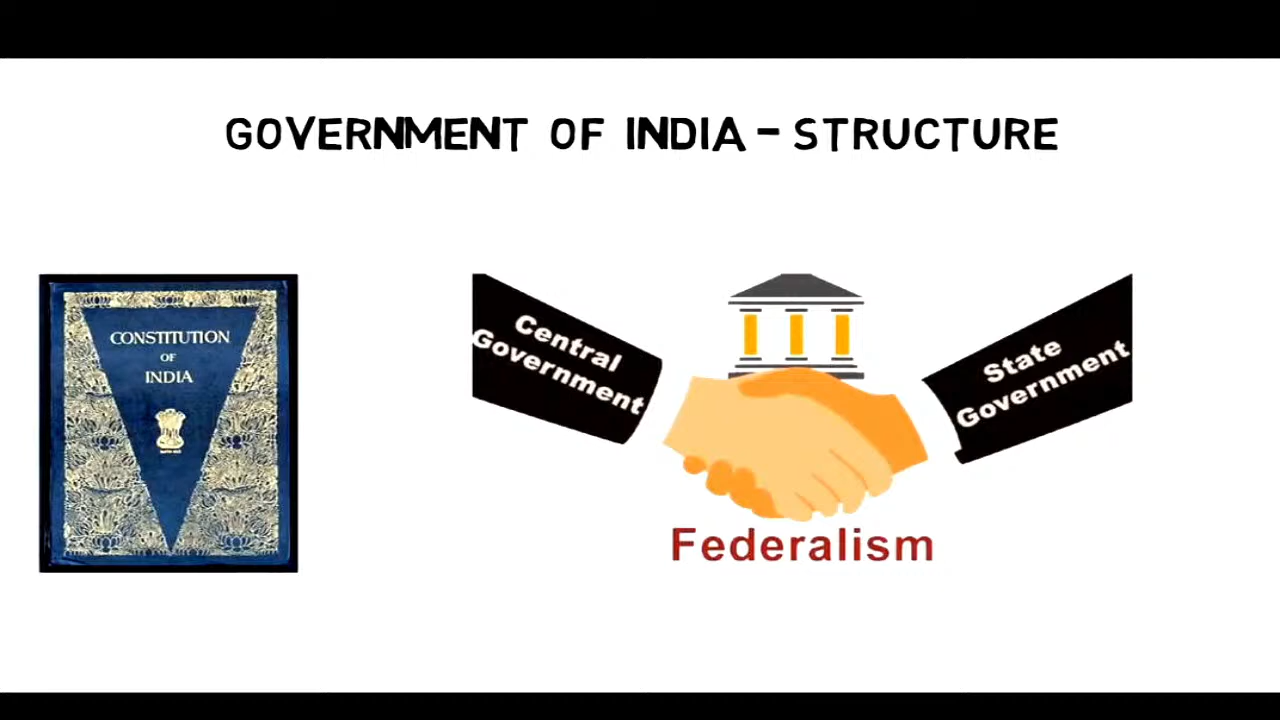 GOVERNMENT OF INDIA - STRUCTURE
CONSTITUTION
OF
INDIA
Central
Government
State
Government
Federalism